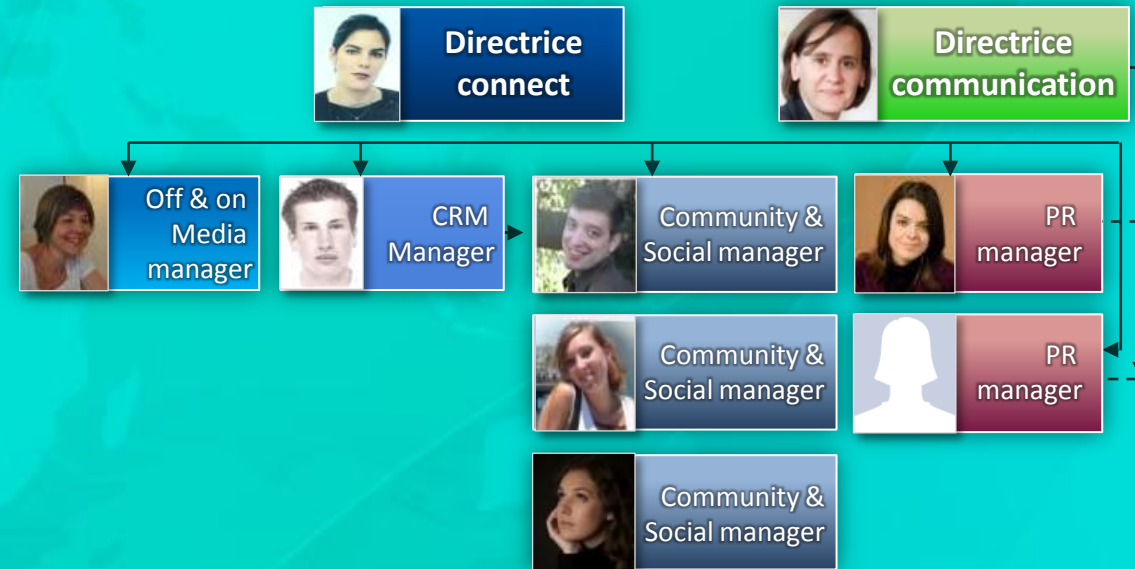 Directrice
connect
Directrice
communication
Off & on
Media
manager
CRM
Manager
Community &
Social manager
PR
manager
Community &
Social manager
PR
manager
Community &
Social manager